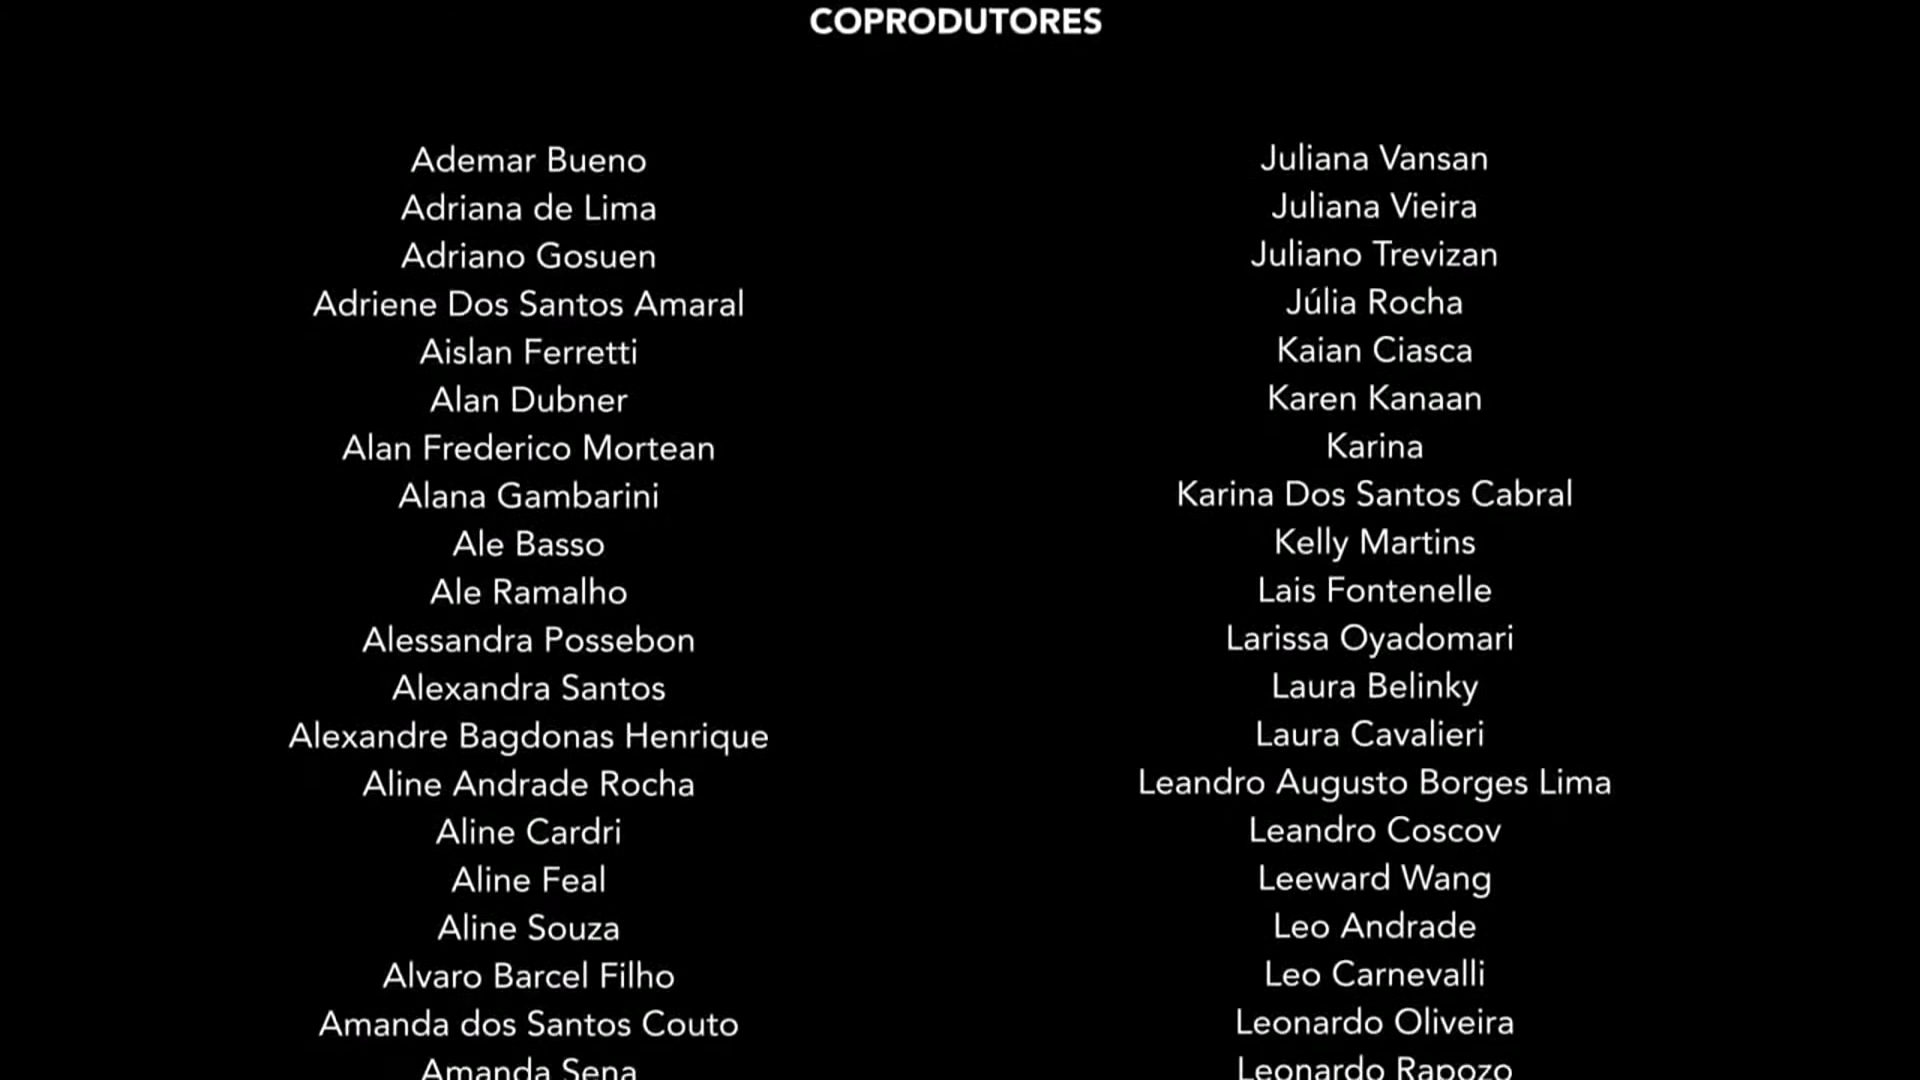 COPRODUTORES
Ademar Bueno
Adriana de Lima
Adriano Gosuen
Adriene Dos Santos Amaral
Aislan Ferretti
Alan Dubner
Alan Frederico Mortean
Alana Gambarini
Ale Basso
Ale Ramalho
Alessandra Possebon
Alexandra Santos
Alexandre Bagdonas Henrique
Aline Andrade Rocha
Aline Cardri
Aline Feal
Aline Souza
Alvaro Barcel Filho
Amanda dos Santos Couto
Amanda Sena
Juliana Vansan
Juliana Vieira
Juliano Trevizan
Júlia Rocha
Kaian Ciasca
Karen Kanaan
Karina
Karina Dos Santos Cabral
Kelly Martins
Lais Fontenelle
Larissa Oyadomari
Laura Belinky
Laura Cavalieri
Leandro Augusto Borges Lima
Leandro Coscov
Leeward Wang
Leo Andrade
Leo Carnevalli
Leonardo Oliveira
Leonardo Rapozo